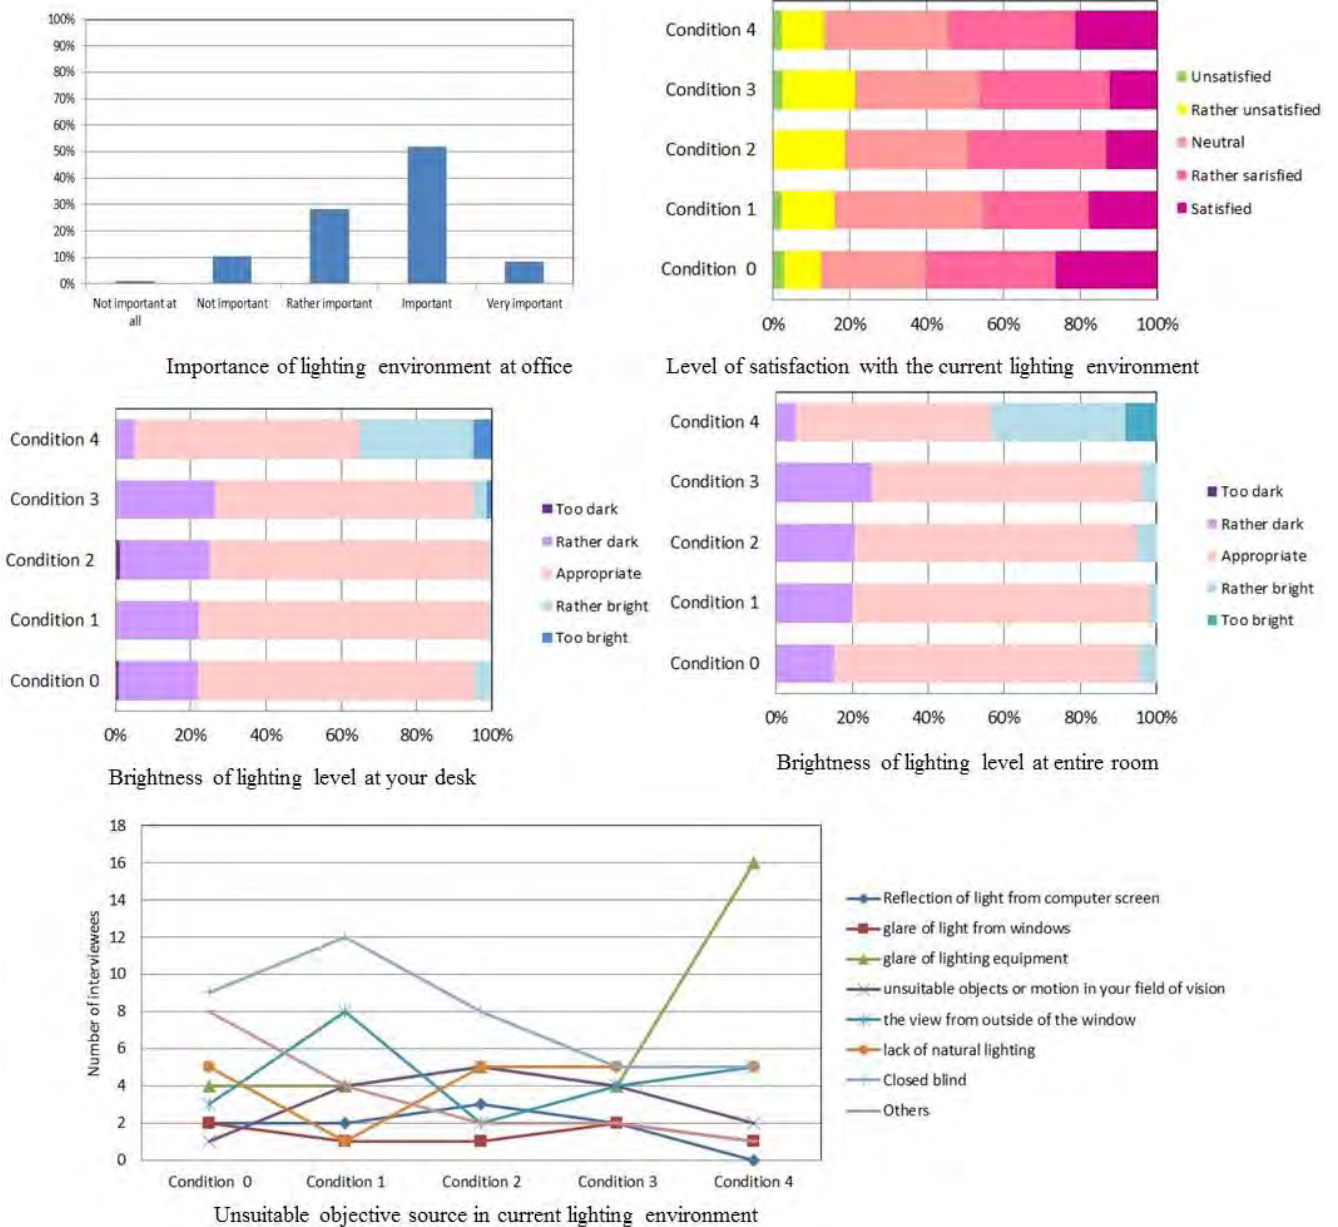 100%
90%
80%
70%
60%
50%
40%
30%
20%
10%
0%
Not important at
all
Not important
Rather important
Important
Very important
Importance of lighting environment at office
Condition 4
Condition 3
Condition 2
Condition 1
Condition 0
0% 20% 40% 60% 80% 100%
Unsatisfied
Rather unsatisfied
Neutral
Rather sarisfied
Satisfied
Level of satisfaction with the current lighting environment
Condition 4
Condition 3
Condition 2
Condition 1
Condition 0
0% 20% 40% 60% 80% 100%
Too dark
Rather dark
Appropriate
Rather bright
Too bright
Brightness of lighting level at your desk
Condition 4
Condition 3
Condition 2
Condition 1
Condition 0
0% 20% 40% 60% 80% 100%
Too dark
Rather dark
Appropriate
Rather bright
Too bright
Brightness of lighting level at entire room
Number of interviewees
18
16
14
12
10
8
6
4
2
0
Condition 0 Condition 1 Condition 2 Condition 3 Condition 4
Reflection of light from computer screen
glare of light from windows
glare of lighting equipment
unsuitable objects or motion in your field of vision
the view from outside of the window
lack of natural lighting
Closed blind
Others
Unsuitable objective source in current lighting environment